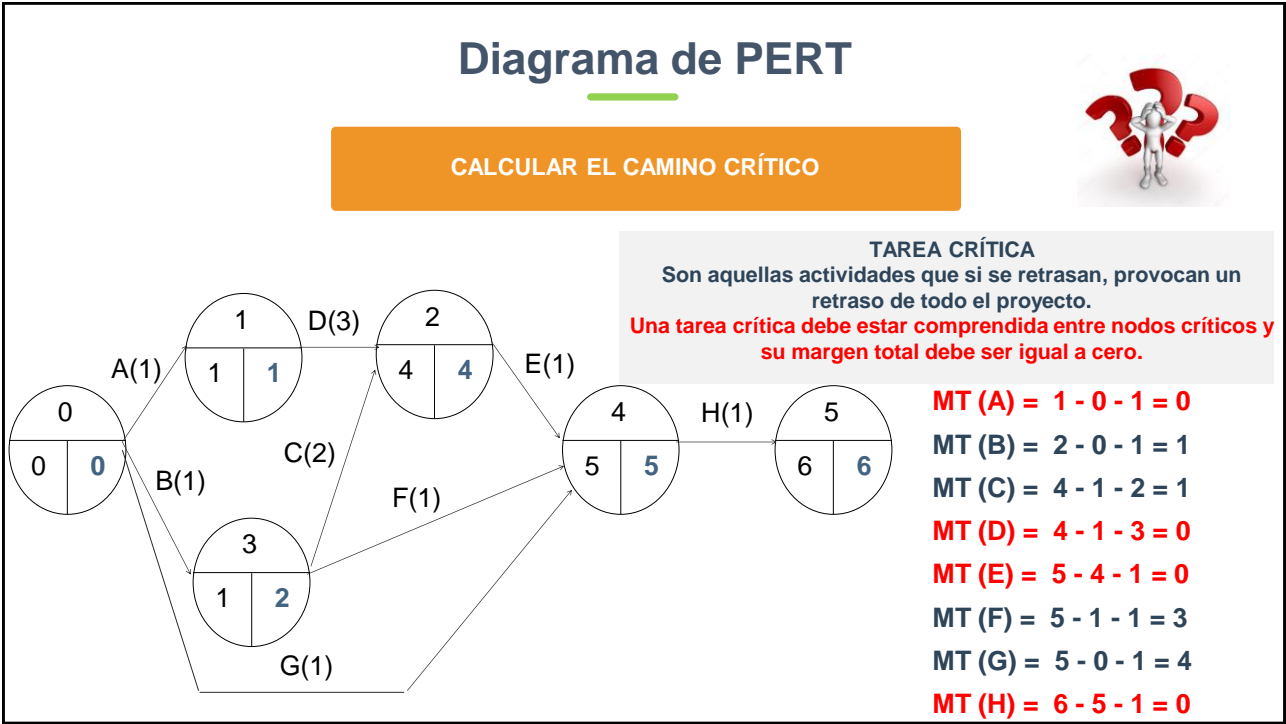 Diagrama de PERT
CALCULAR EL CAMINO CRÍTICO
TAREA CRÍTICA
Son aquellas actividades que si se retrasan, provocan un
retraso de todo el proyecto.
Una tarea crítica debe estar comprendida entre nodos críticos y
su margen total debe ser igual a cero.
1
1 1
D(3)
2
4 4
A(1)
E(1)
0
0 0
C(2)
B(1)
F(1)
4
5 5
H(1)
5
6 6
3
1 2
G(1)
MT (A) = 1 - 0 - 1 = 0
MT (B) = 2 - 0 - 1 = 1
MT (C) = 4 - 1 - 2 = 1
MT (D) = 4 - 1 - 3 = 0
MT (E) = 5 - 4 - 1 = 0
MT (F) = 5 - 1 - 1 = 3
MT (G) = 5 - 0 - 1 = 4
MT (H) = 6 - 5 - 1 = 0